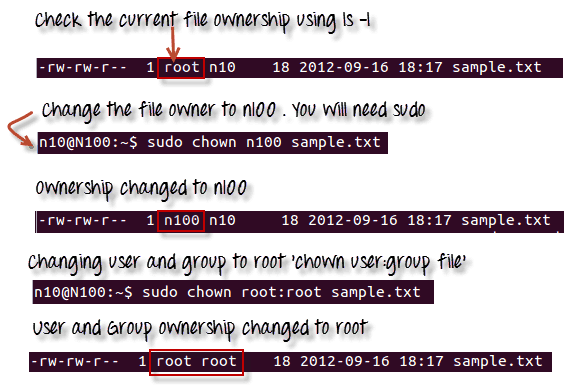 Check the current file ownership using ls -l
-rw-rw-r-- 1 root n10 18 2012-09-16 18:17 sample.txt
Change the file owner to n100 . You will need sudo
n10@N100:~$ sudo chown n100 sample.txt
Ownership changed to n100
-rw-rw-r-- 1 n100 n10 18 2012-09-16 18:17 sample.txt
Changing user and group to root 'chown user:group file'
n10@N100:~$ sudo chown root:root sample.txt
User and Group ownership changed to root
-rw-rw-r-- 1 root root 18 2012-09-16 18:17 sample.txt